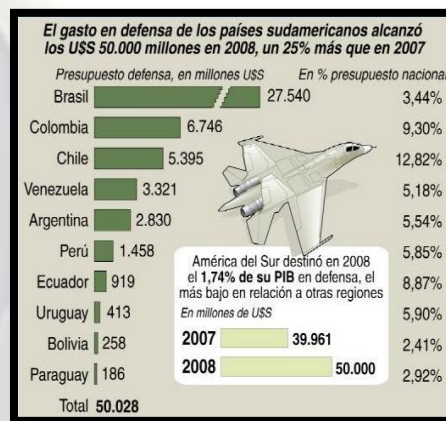 El gasto en defensa de los países sudamericanos alcanzó
los U$S 50.000 millones en 2008, un 25% más que en 2007
Presupuesto defensa, en millones U$S En % presupuesto nacional
Brasil 27.540 3,44%
Colombia 6.746 9,30%
Chile 5.395 12,82%
Venezuela 3.321 5,18%
Argentina 2.830 5,54%
Perú 1.458 5,85%
Ecuador 919 8,87%
Uruguay 413 5,90%
Bolivia 258 2,41%
Paraguay 186 2,92%
Total 50.028
América del Sur destinó en 2008
el 1,74% de su PIB en defensa, el
más bajo en relación a otras regiones
En millones de U$S
2007 39.961
2008 50.000